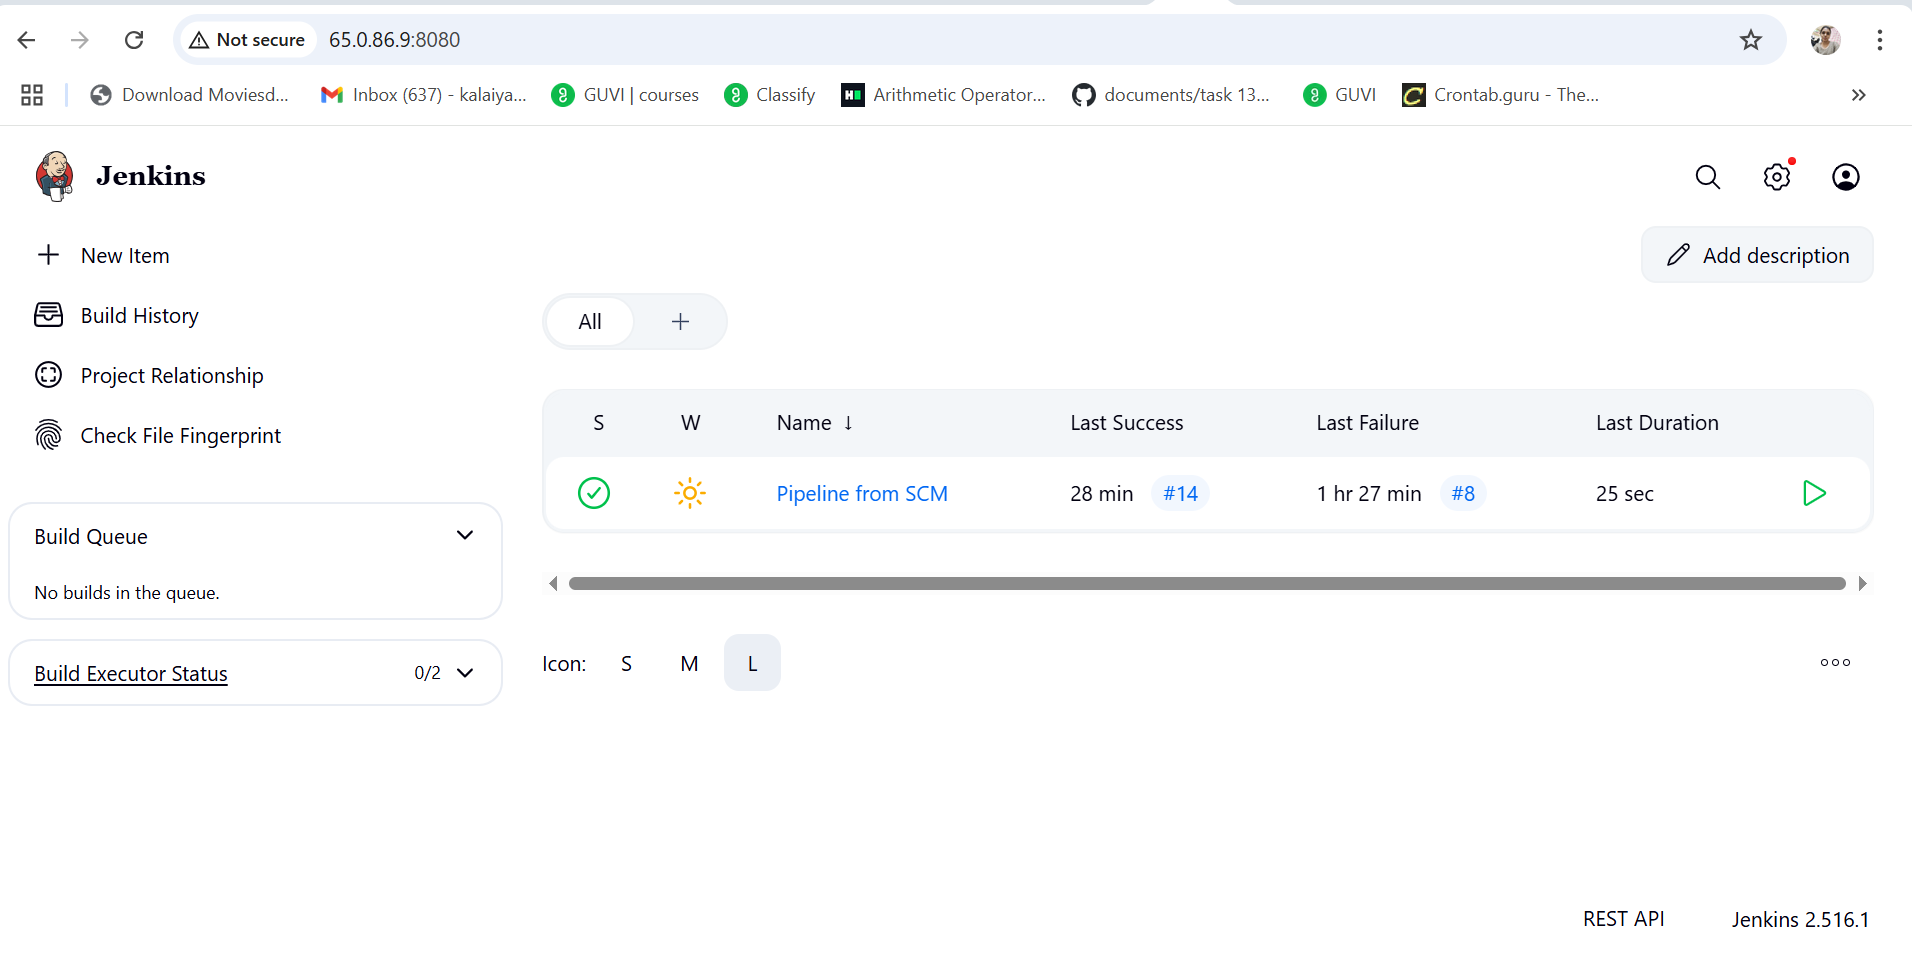 Not secure 65.0.86.9:8080
Download Moviesd... Inbox (637) - kalaiya... GUVI | courses Classify Arithmetic Operator... documents/task 13... GUVI Crontab.guru - The...
Jenkins
New Item
Add description
Build History
All
Project Relationship
Check File Fingerprint
S W Name ↓ Last Success Last Failure Last Duration
Pipeline from SCM 28 min #14 1 hr 27 min #8 25 sec
Build Queue
No builds in the queue.
Build Executor Status 0/2
Icon: S M L
REST API Jenkins 2.516.1